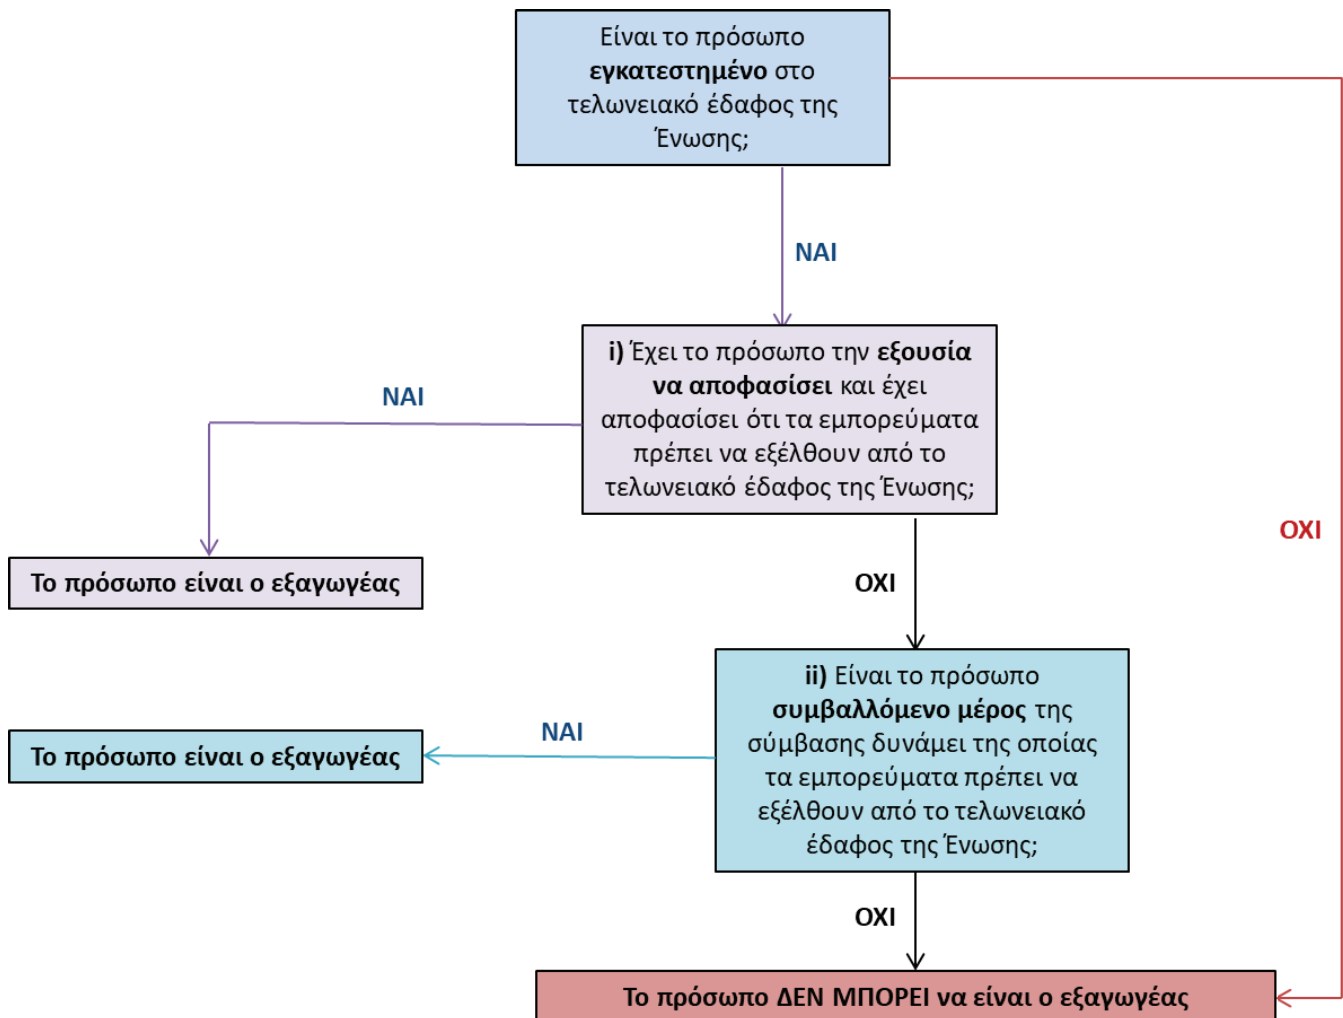 Είναι το πρόσωπο
εγκατεστημένο στο
τελωνειακό έδαφος της
Ένωσης;
ΝΑΙ
i) Έχει το πρόσωπο την εξουσία
να αποφασίσει και έχει
αποφασίσει ότι τα εμπορεύματα
πρέπει να εξέλθουν από το
τελωνειακό έδαφος της Ένωσης;
ΝΑΙ
ΟΧΙ
Το πρόσωπο είναι ο εξαγωγέας
ΟΧΙ
ii) Είναι το πρόσωπο
συμβαλλόμενο μέρος της
σύμβασης δυνάμει της οποίας
τα εμπορεύματα πρέπει να
εξέλθουν από το τελωνειακό
έδαφος της Ένωσης;
ΝΑΙ
Το πρόσωπο είναι ο εξαγωγέας
ΟΧΙ
Το πρόσωπο ΔΕΝ ΜΠΟΡΕΙ να είναι ο εξαγωγέας